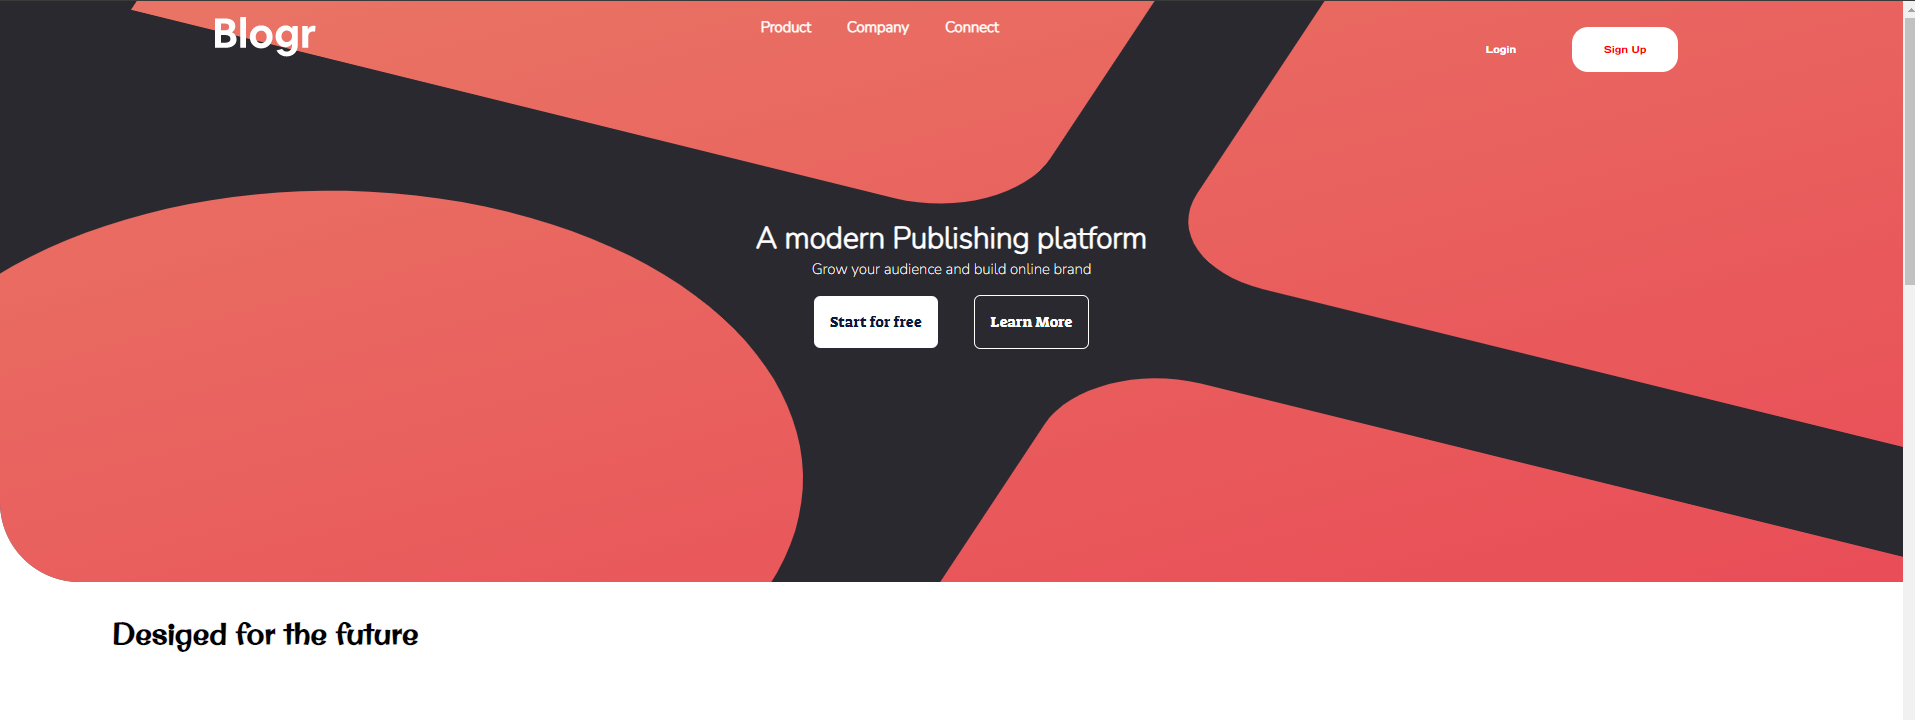 Blogr
Product Company Connect
Login Sign Up
A modern Publishing platform
Grow your audience and build online brand
Start for free Learn More
Desiged for the future